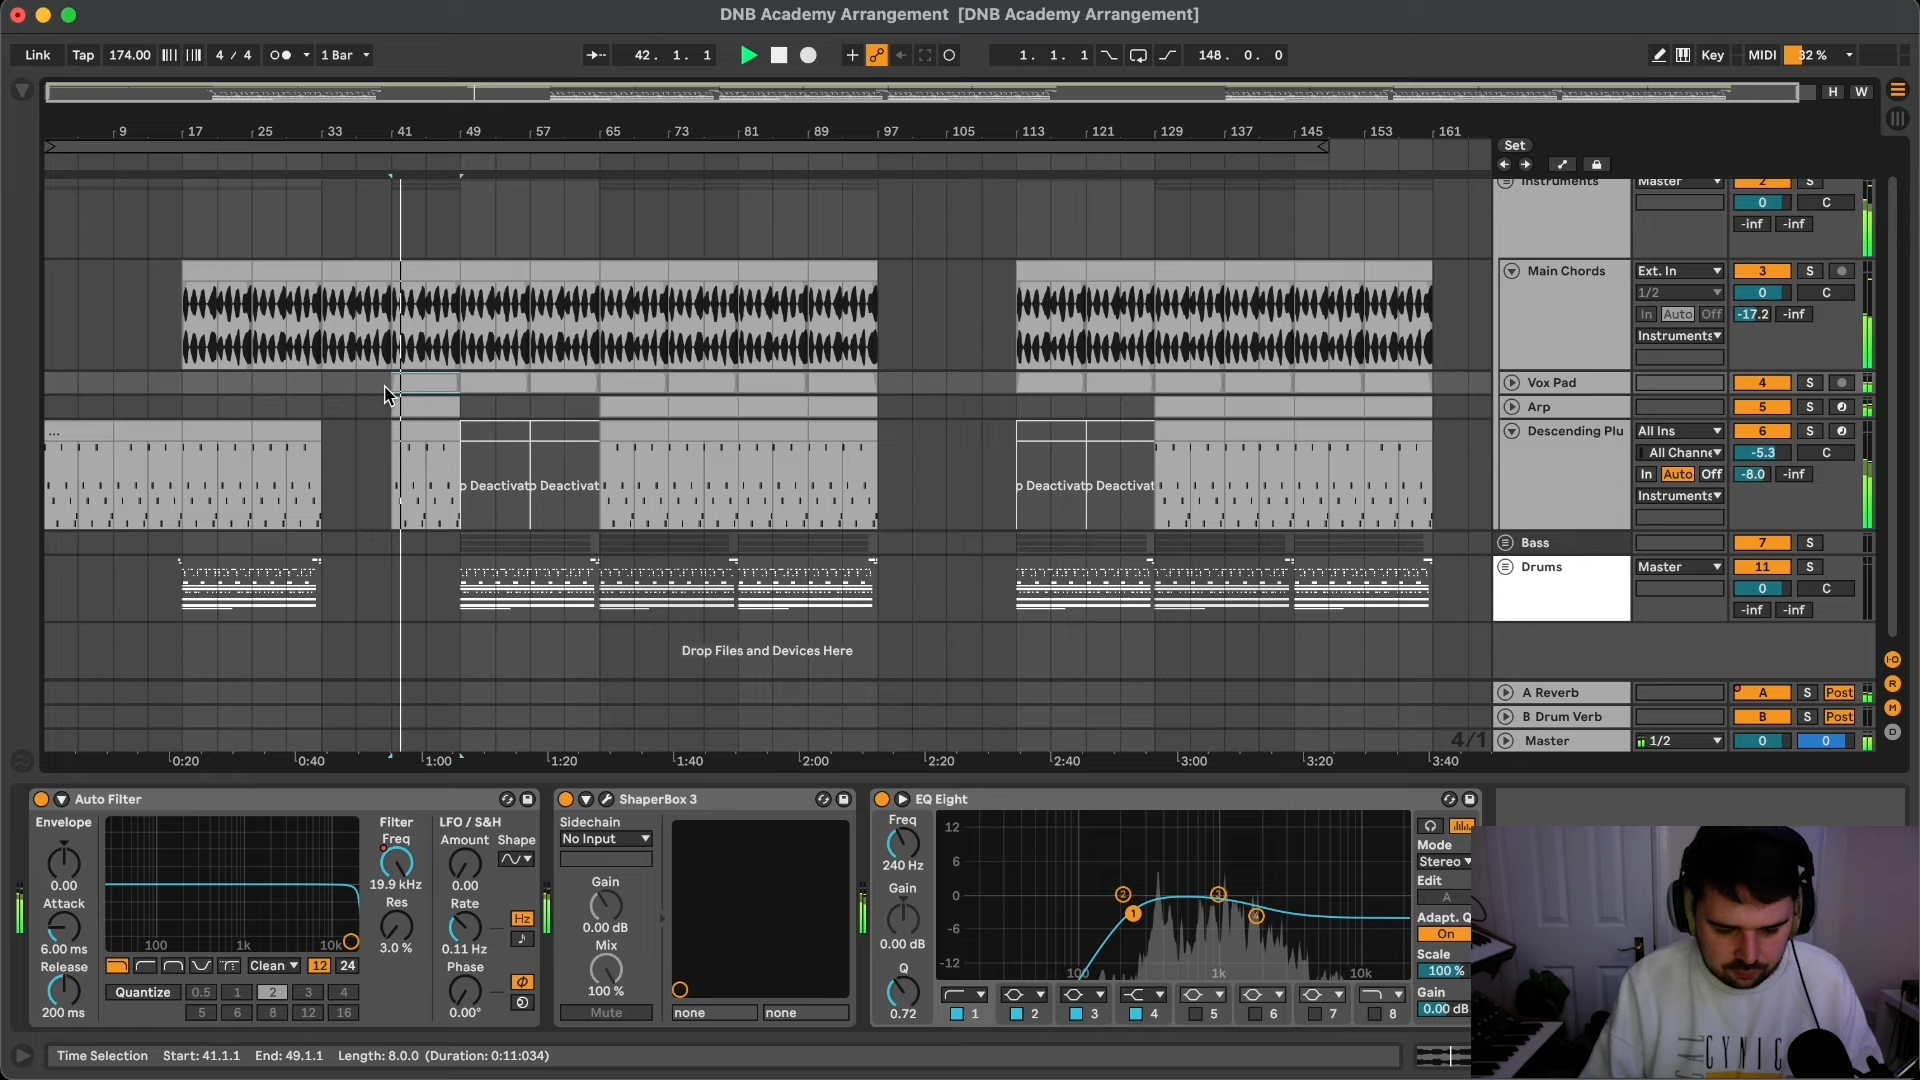 DNB Academy Arrangement [DNB Academy Arrangement]
Link Tap 174.00 4 / 4 1 Bar 42. 1. 1 1. 1. 1 148. 0. 0 Key MIDI 32 %
H W
9 17 25 33 41 49 57 65 73 81 89 97 105 113 121 129 137 145 153 161
Set
Instruments Master 2 S
0 C
-inf -inf
Main Chords Ext. In 3 S
1/2 0 C
In Auto Off -17.2 -inf
Instruments
Vox Pad 4 S
Arp 5 S
... Descending Plu All Ins 6 S
All Channe -5.3 C
In Auto Off -8.0 -inf
p Deactivat p Deactivat p Deactivat p Deactivat Instruments
Bass 7 S
Drums Master 11 S
0 C
-inf -inf
Drop Files and Devices Here
A Reverb A S Post
B Drum Verb B S Post
4/1 Master 1/2 0 0
I·O
R
M
D
0:20 0:40 1:00 1:20 1:40 2:00 2:20 2:40 3:00 3:20 3:40
Auto Filter
Envelope
0.00
Attack
6.00 ms
Release
200 ms
100 1k 10k
Clean 12 24
Quantize 0.5 1 2 3 4
5 6 8 12 16
Filter
Freq
19.9 kHz
Res
3.0 %
LFO / S&H
Amount Shape
0.00
Rate
Hz
0.11 Hz
Phase
0.00°
ShaperBox 3
Sidechain
No Input
Gain
0.00 dB
Mix
100 %
Mute
none none
EQ Eight
Freq
240 Hz
Gain
0.00 dB
Q
0.72
12
6
0
-6
-12
100 1k 10k
2 3
1 4
1 2 3 4 5 6 7 8
Mode
Stereo
Edit
A
Adapt. Q
On
Scale
100 %
Gain
0.00 dB
Time Selection Start: 41.1.1 End: 49.1.1 Length: 8.0.0 (Duration: 0:11:034)
CYNIC